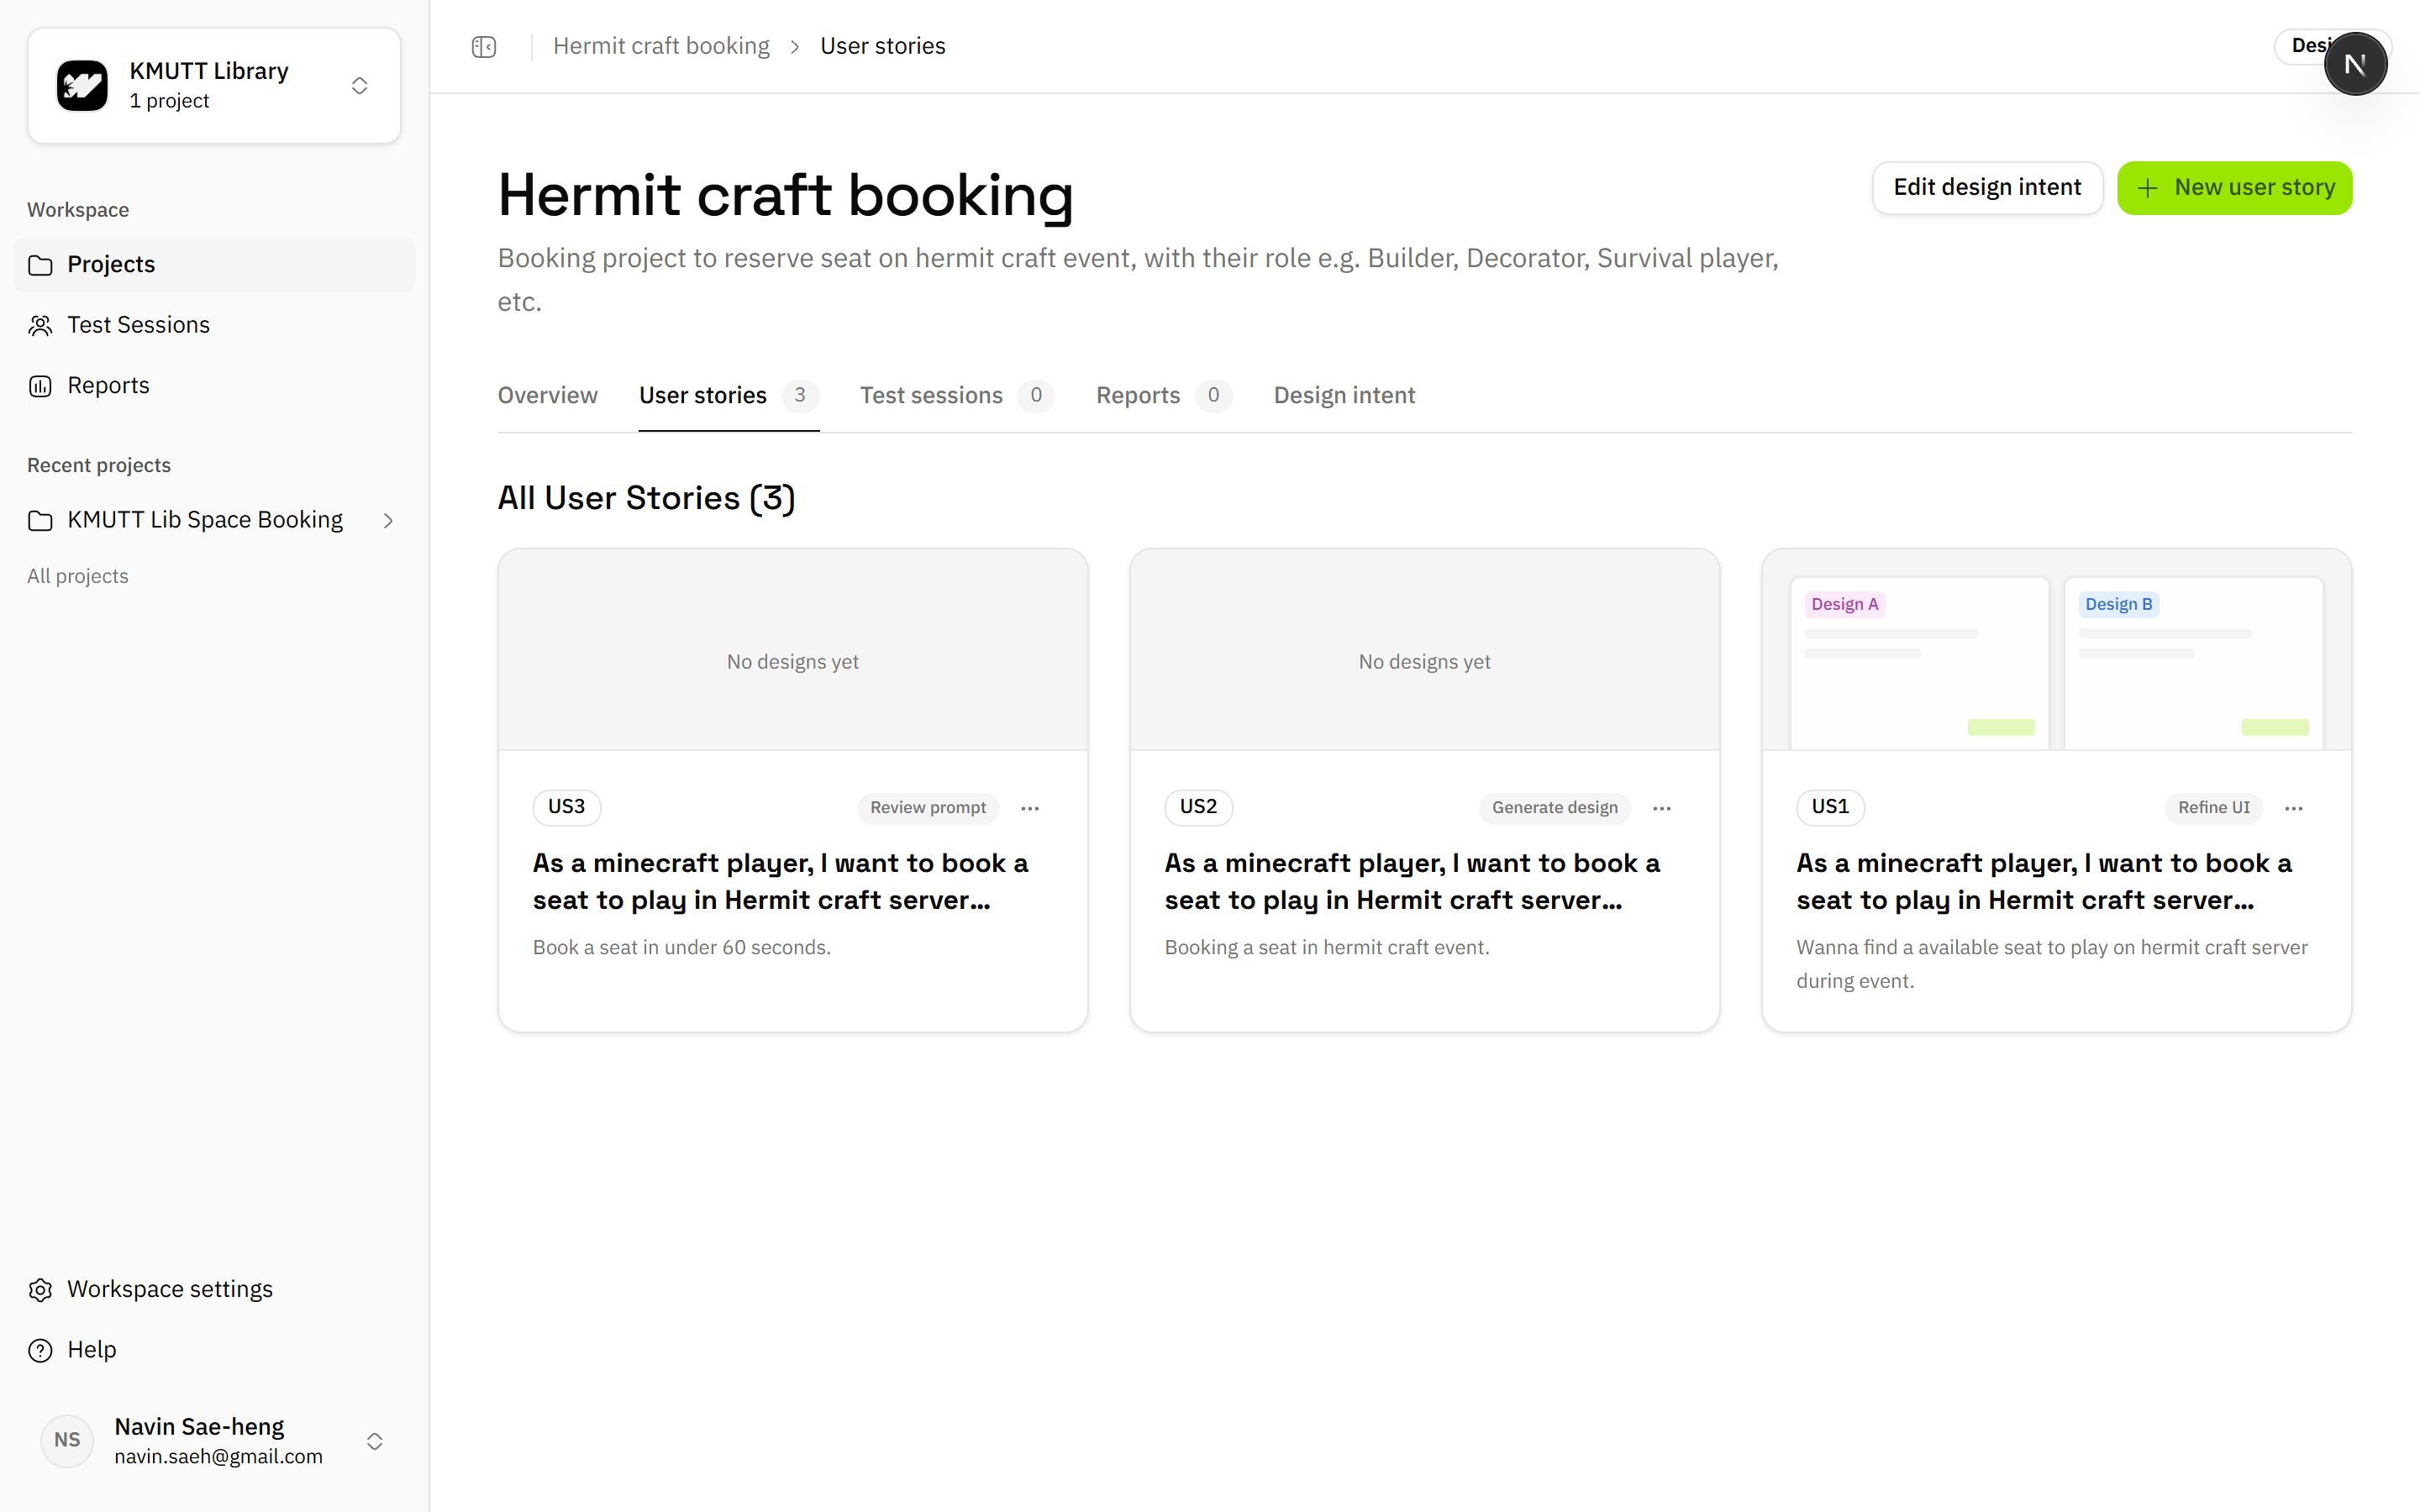 KMUTT Library
1 project
Workspace
Projects
Test Sessions
Reports
Recent projects
KMUTT Lib Space Booking
All projects
Workspace settings
Help
NS
Navin Sae-heng
navin.saeh@gmail.com
Hermit craft booking
User stories
N
Hermit craft booking
Edit design intent
New user story
Booking project to reserve seat on hermit craft event, with their role e.g. Builder, Decorator, Survival player,
etc.
Overview
User stories 3
Test sessions 0
Reports 0
Design intent
All User Stories (3)
No designs yet
US3
Review prompt
As a minecraft player, I want to book a
seat to play in Hermit craft server...
Book a seat in under 60 seconds.
No designs yet
US2
Generate design
As a minecraft player, I want to book a
seat to play in Hermit craft server...
Booking a seat in hermit craft event.
Design A
Design B
US1
Refine UI
As a minecraft player, I want to book a
seat to play in Hermit craft server...
Wanna find a available seat to play on hermit craft server
during event.